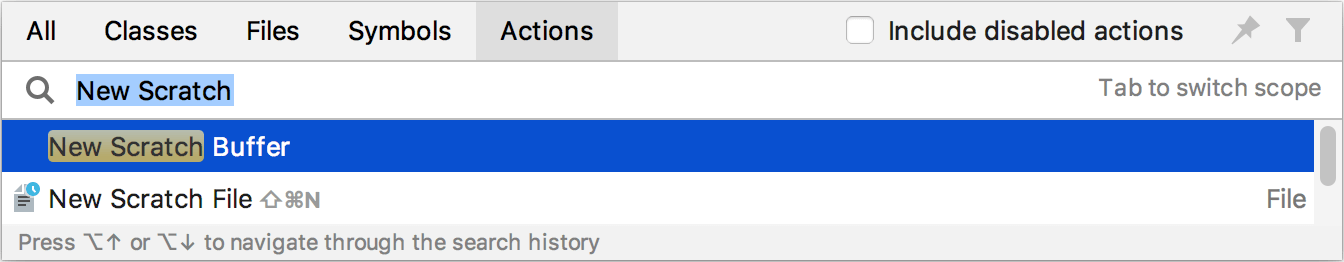 All Classes Files Symbols Actions Include disabled actions
New Scratch Tab to switch scope
New Scratch Buffer
New Scratch File ⇧⌘N File
Press ⌥↑ or ⌥↓ to navigate through the search history